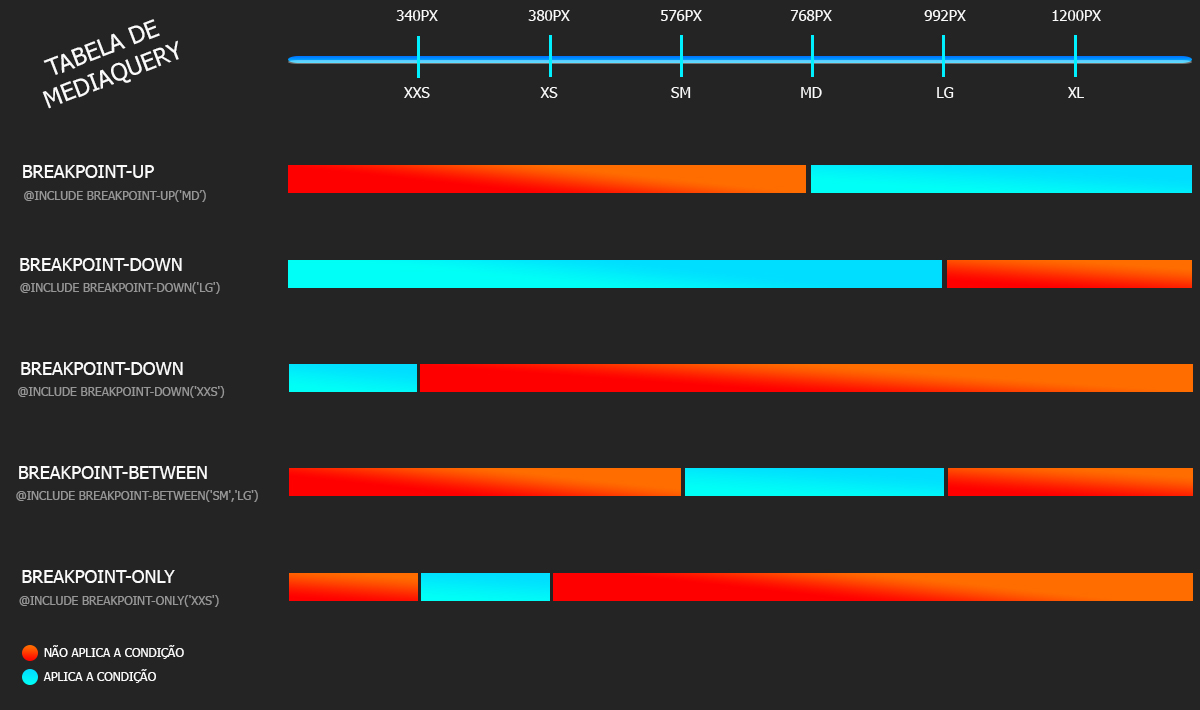 TABELA DE
MEDIAQUERY
340PX 380PX 576PX 768PX 992PX 1200PX
XXS XS SM MD LG XL
BREAKPOINT-UP
@INCLUDE BREAKPOINT-UP('MD')
BREAKPOINT-DOWN
@INCLUDE BREAKPOINT-DOWN('LG')
BREAKPOINT-DOWN
@INCLUDE BREAKPOINT-DOWN('XXS')
BREAKPOINT-BETWEEN
@INCLUDE BREAKPOINT-BETWEEN('SM','LG')
BREAKPOINT-ONLY
@INCLUDE BREAKPOINT-ONLY('XXS')
NÃO APLICA A CONDIÇÃO
APLICA A CONDIÇÃO